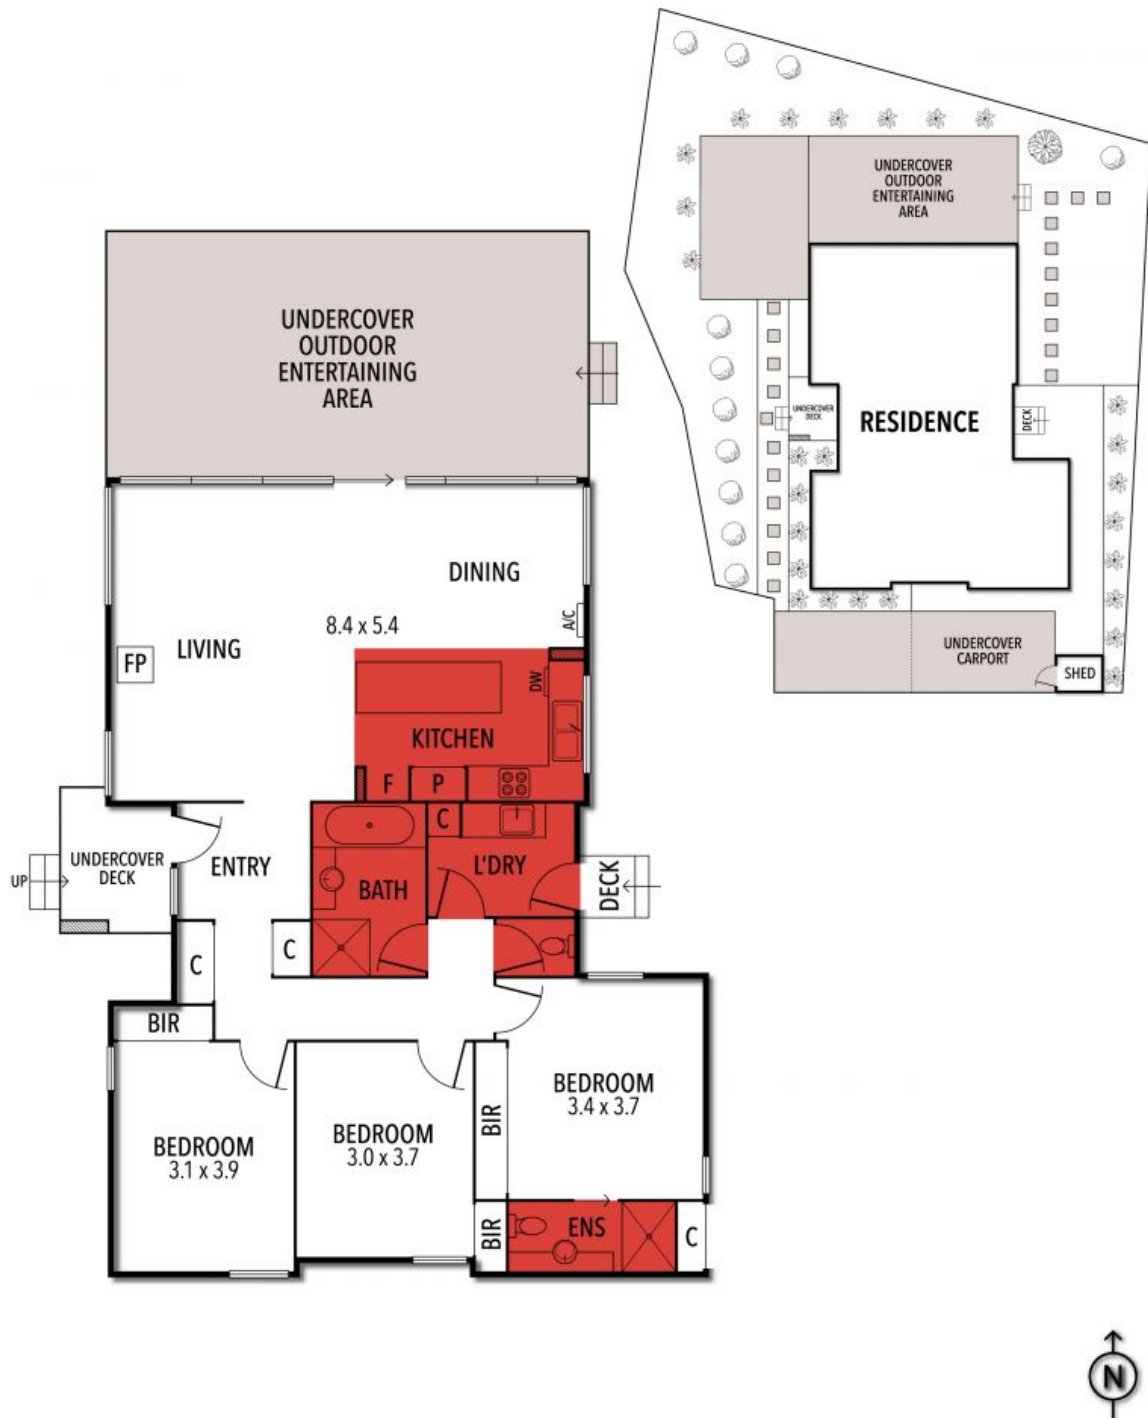 UNDERCOVER
OUTDOOR
ENTERTAINING
AREA
UNDERCOVER
DECK
RESIDENCE
DECK
UNDERCOVER
CARPORT
SHED
UNDERCOVER
OUTDOOR
ENTERTAINING
AREA
DINING
8.4 x 5.4
A/C
LIVING
FP
DW
KITCHEN
F
P
C
UNDERCOVER
DECK
UP
ENTRY
BATH
L'DRY
DECK
C
C
BIR
BEDROOM
3.1 x 3.9
BEDROOM
3.0 x 3.7
BIR
BEDROOM
3.4 x 3.7
BIR
ENS
C
N